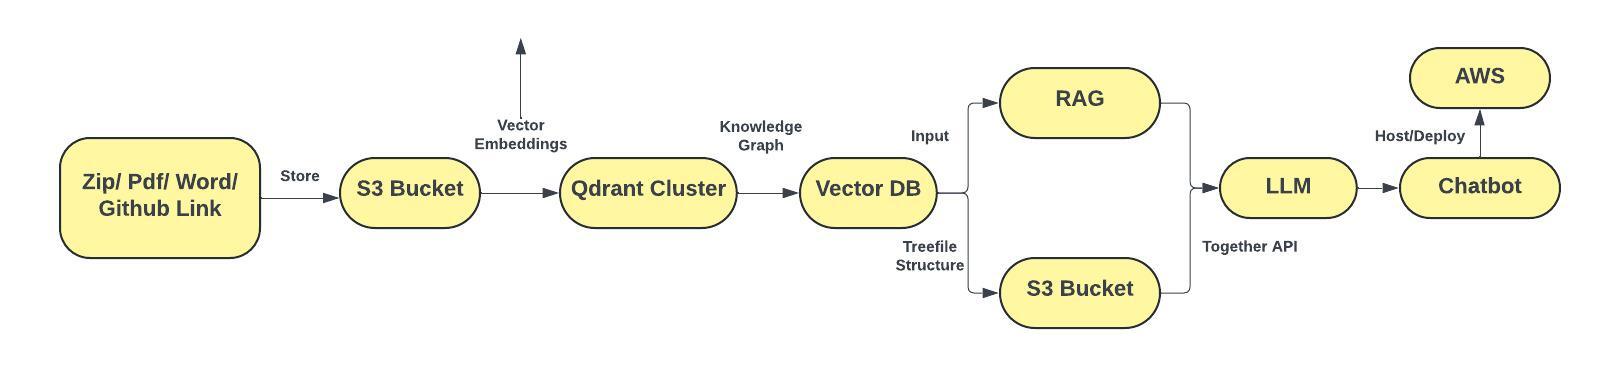 Zip/ Pdf/ Word/
Github Link
Store
S3 Bucket
Vector
Embeddings
Qdrant Cluster
Knowledge
Graph
Vector DB
Input
Treefile
Structure
RAG
S3 Bucket
Together API
LLM
Chatbot
Host/Deploy
AWS